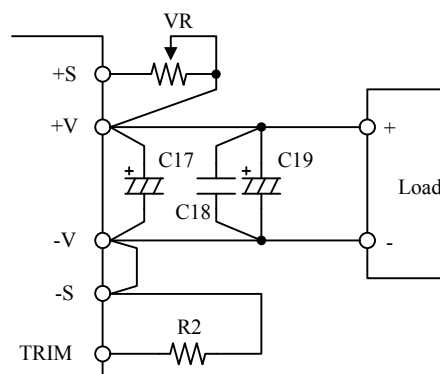 VR
+S
+V
+
C17
+
C19
+
C18
Load
-V
-
-S
R2
TRIM